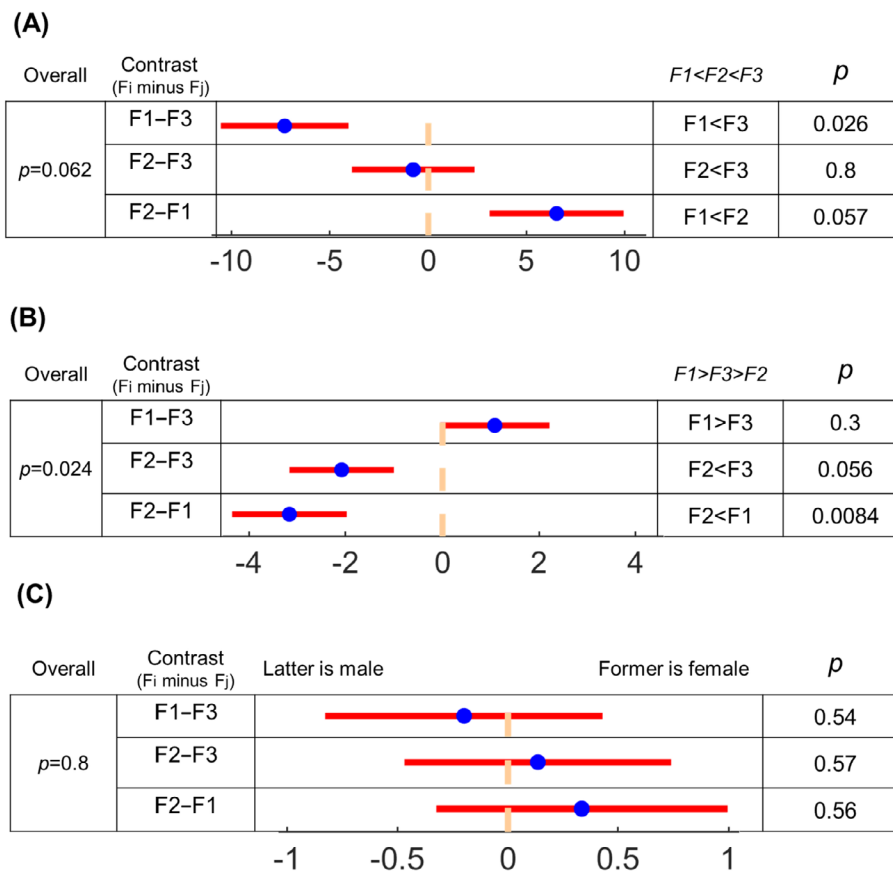 (A)
Overall Contrast F1<F2<F3 p
(Fi minus Fj)
F1–F3 F1<F3 0.026
p=0.062 F2–F3 F2<F3 0.8
F2–F1 F1<F2 0.057
-10 -5 0 5 10
(B)
Overall Contrast F1>F3>F2 p
(Fi minus Fj)
F1–F3 F1>F3 0.3
p=0.024 F2–F3 F2<F3 0.056
F2–F1 F2<F1 0.0084
-4 -2 0 2 4
(C)
Overall Contrast Latter is male Former is female p
(Fi minus Fj)
F1–F3 0.54
p=0.8 F2–F3 0.57
F2–F1 0.56
-1 -0.5 0 0.5 1